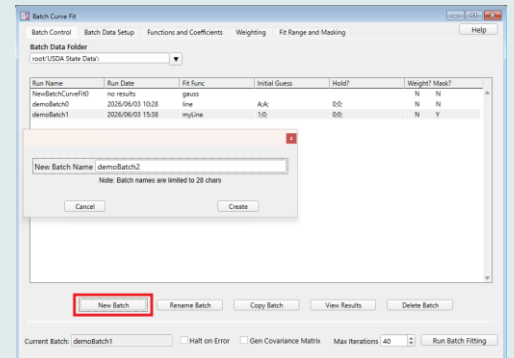 Batch Curve Fit
Batch Control Batch Data Setup Functions and Coefficients Weighting Fit Range and Masking Help
Batch Data Folder
root:'USDA State Data':
Run Name Run Date Fit Func Initial Guess Hold? Weight? Mask?
NewBatchCurveFit0 no results gauss N N
demoBatch0 2026/06/03 10:28 line A;A; 0;0; N N
demoBatch1 2026/06/03 15:38 myLine 1;0; 0;0; N Y
New Batch Name demoBatch2
Note: Batch names are limited to 28 chars
Cancel Create
New Batch Rename Batch Copy Batch View Results Delete Batch
Current Batch: demoBatch1 Halt on Error Gen Covariance Matrix Max Iterations 40 Run Batch Fitting